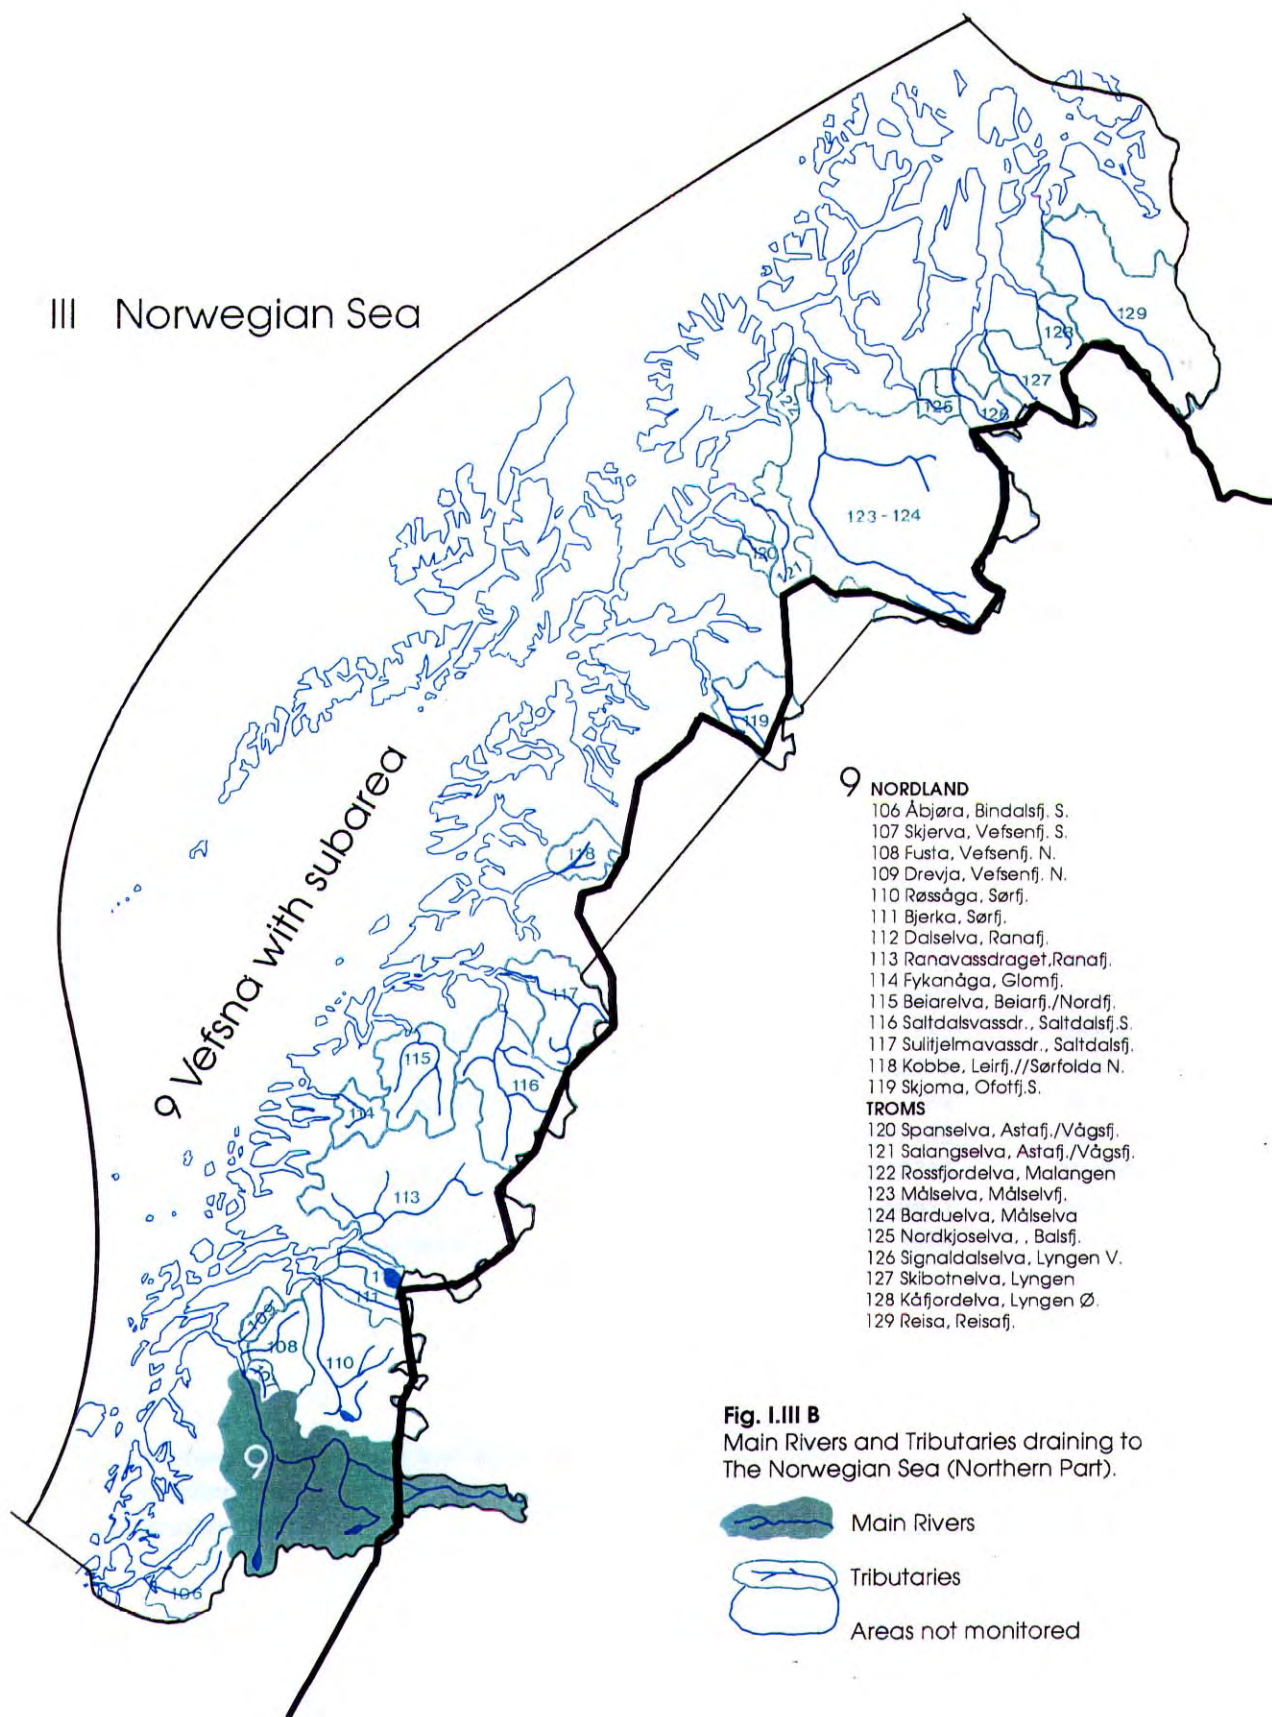 III Norwegian Sea
9 Vefsna with subarea
129
128
127
126
125
122
123 - 124
120
121
119
118
117
116
115
114
113
111
109
108
110
9
106
9 NORDLAND
106 Åbjøra, Bindalsfj. S.
107 Skjerva, Vefsenfj. S.
108 Fusta, Vefsenfj. N.
109 Drevja, Vefsenfj. N.
110 Røssåga, Sørfj.
111 Bjerka, Sørfj.
112 Dalselva, Ranafj.
113 Ranavassdraget,Ranafj.
114 Fykanåga, Glomfj.
115 Beiarelva, Beiarfj./Nordfj.
116 Saltdalsvassdr., Saltdalsfj.S.
117 Sulitjelmavassdr., Saltdalsfj.
118 Kobbe, Leirfj.//Sørfolda N.
119 Skjoma, Ofotfj.S.
TROMS
120 Spanselva, Astafj./Vågsfj.
121 Salangselva, Astafj./Vågsfj.
122 Rossfjordelva, Malangen
123 Målselva, Målselvfj.
124 Barduelva, Målselva
125 Nordkjoselva, , Balsfj.
126 Signaldalselva, Lyngen V.
127 Skibotnelva, Lyngen
128 Kåfjordelva, Lyngen Ø.
129 Reisa, Reisafj.
Fig. I.III B
Main Rivers and Tributaries draining to
The Norwegian Sea (Northern Part).
Main Rivers
Tributaries
Areas not monitored